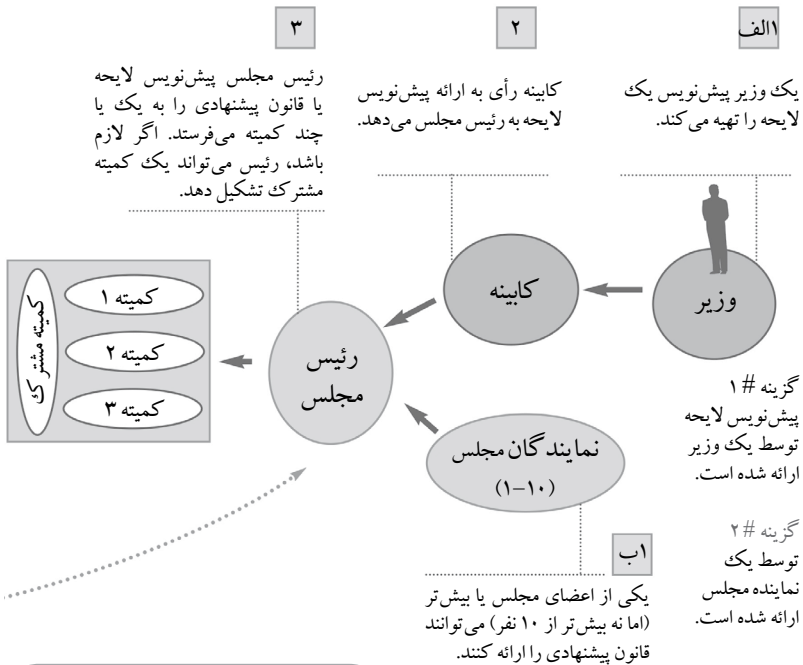 ۱الف
یک وزیر پیش‌نویس یک
لایحه را تهیه می‌کند.
۲
کابینه رأی به ارائه پیش‌نویس
لایحه به رئیس مجلس می‌دهد.
۳
رئیس مجلس پیش‌نویس لایحه
یا قانون پیشنهادی را به یک یا
چند کمیته می‌فرستد. اگر لازم
باشد، رئیس می‌تواند یک کمیته
مشترک تشکیل دهد.
وزیر
کابینه
رئیس
مجلس
کمیته ۱
کمیته ۲
کمیته ۳
کمیته مشترک
نمایندگان مجلس
(۱–۱۰)
گزینه # ۱
پیش‌نویس لایحه
توسط یک وزیر
ارائه شده است.
گزینه # ۲
توسط یک
نماینده مجلس
ارائه شده است.
۱ب
یکی از اعضای مجلس یا بیش‌تر
(اما نه بیش‌تر از ۱۰ نفر) می‌توانند
قانون پیشنهادی را ارائه کنند.